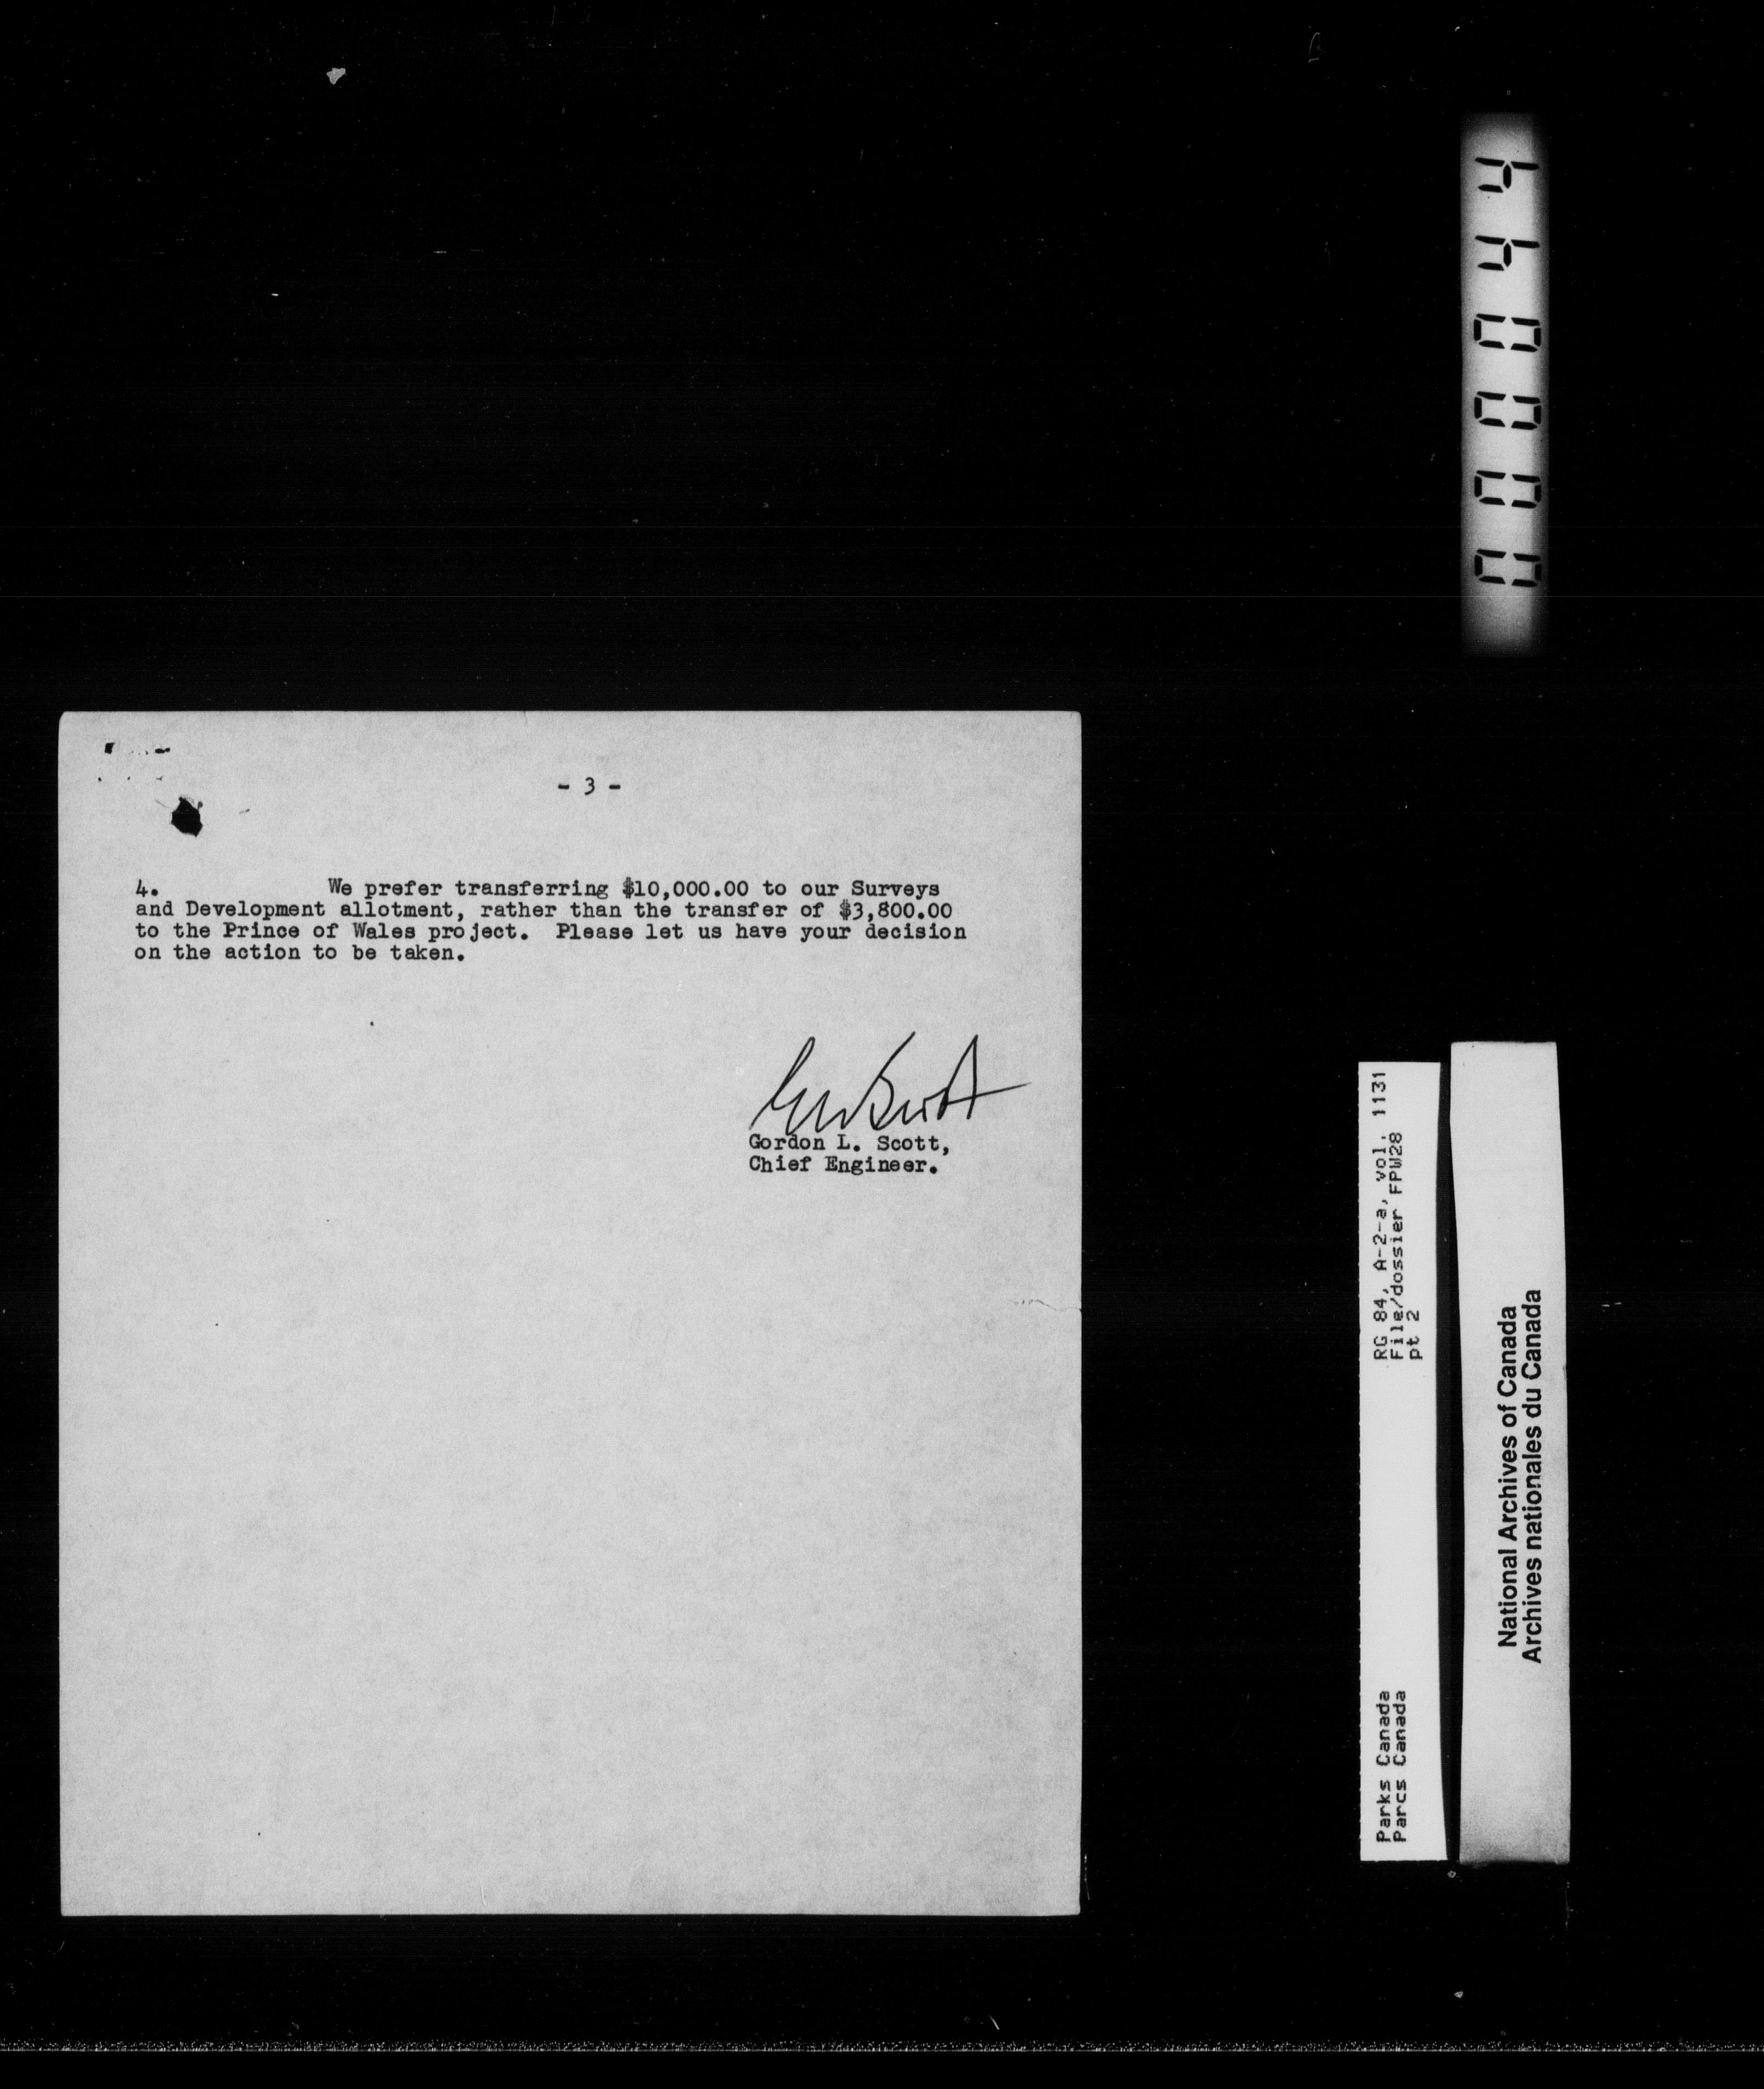 - 3 -
4. We prefer transferring $10,000.00 to our Surveys
and Development allotment, rather than the transfer of $3,800.00
to the Prince of Wales project. Please let us have your decision
on the action to be taken.
Gordon L. Scott,
Chief Engineer.
000044
Parks Canada
Parcs Canada
RG 84, A-2-a, vol. 1131
File/dossier FPW28
pt 2
National Archives of Canada
Archives nationales du Canada